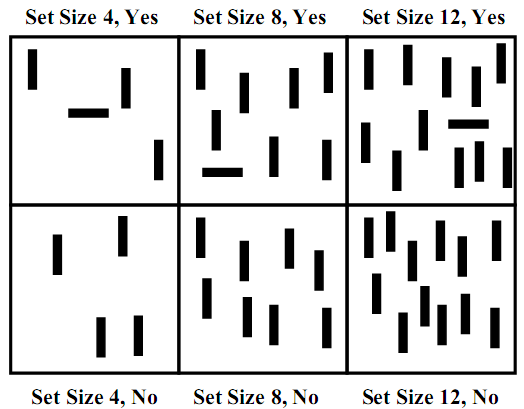 Set Size 4, Yes Set Size 8, Yes Set Size 12, Yes
Set Size 4, No Set Size 8, No Set Size 12, No